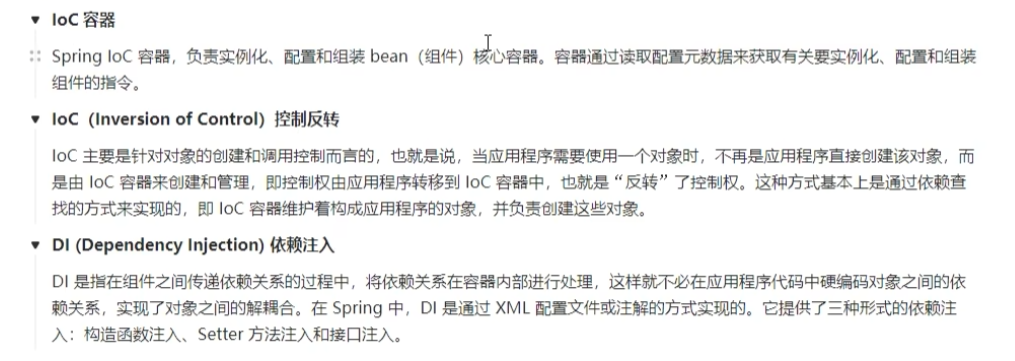 IoC 容器
Spring IoC 容器，负责实例化、配置和组装 bean（组件）核心容器。容器通过读取配置元数据来获取有关要实例化、配置和组装
组件的指令。
IoC（Inversion of Control）控制反转
IoC 主要是针对对象的创建和调用控制而言的，也就是说，当应用程序需要使用一个对象时，不再是应用程序直接创建该对象，而
是由 IoC 容器来创建和管理，即控制权由应用程序转移到 IoC 容器中，也就是“反转”了控制权。这种方式基本上是通过依赖查
找的方式来实现的，即 IoC 容器维护着构成应用程序的对象，并负责创建这些对象。
DI (Dependency Injection) 依赖注入
DI 是指在组件之间传递依赖关系的过程中，将依赖关系在容器内部进行处理，这样就不必在应用程序代码中硬编码对象之间的依
赖关系，实现了对象之间的解耦合。在 Spring 中，DI 是通过 XML 配置文件或注解的方式实现的。它提供了三种形式的依赖注
入：构造函数注入、Setter 方法注入和接口注入。